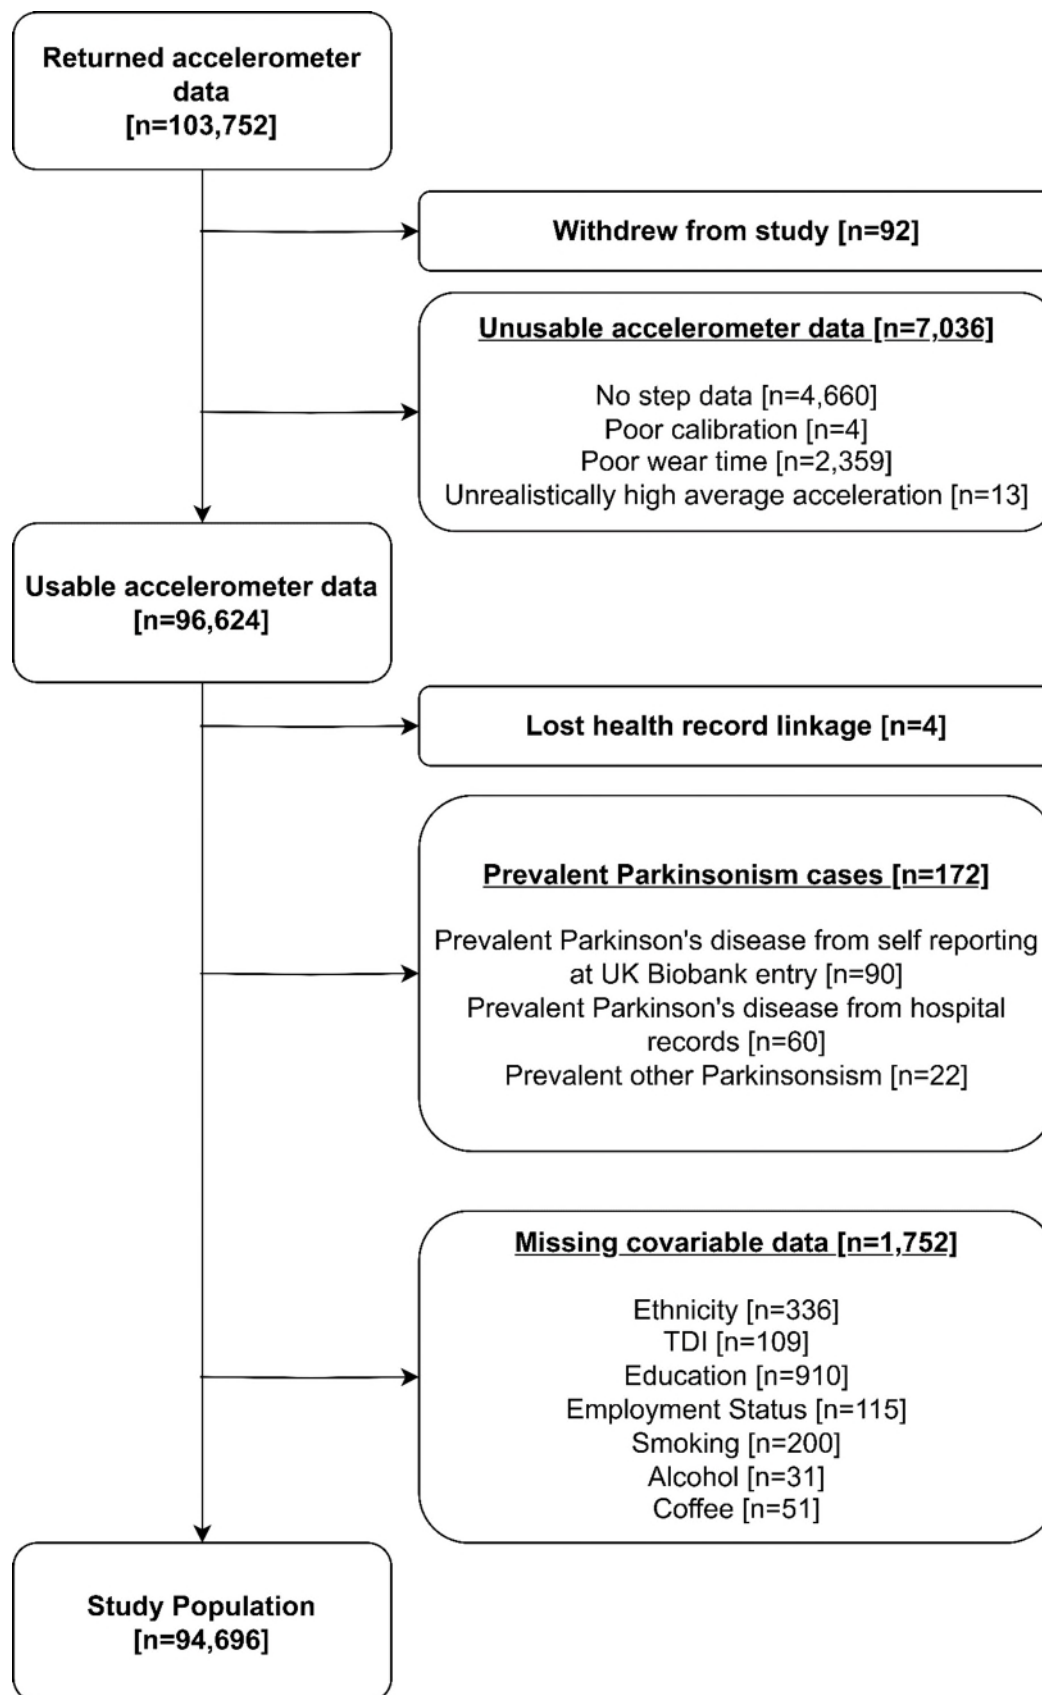 Returned accelerometer
data
[n=103,752]
Withdrew from study [n=92]
Unusable accelerometer data [n=7,036]
No step data [n=4,660]
Poor calibration [n=4]
Poor wear time [n=2,359]
Unrealistically high average acceleration [n=13]
Usable accelerometer data
[n=96,624]
Lost health record linkage [n=4]
Prevalent Parkinsonism cases [n=172]
Prevalent Parkinson's disease from self reporting
at UK Biobank entry [n=90]
Prevalent Parkinson's disease from hospital
records [n=60]
Prevalent other Parkinsonsism [n=22]
Missing covariable data [n=1,752]
Ethnicity [n=336]
TDI [n=109]
Education [n=910]
Employment Status [n=115]
Smoking [n=200]
Alcohol [n=31]
Coffee [n=51]
Study Population
[n=94,696]